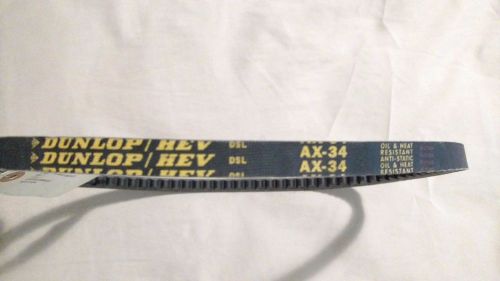 DUNLOP/HEV DSL AX-34 OIL & HEAT RESISTANT
DUNLOP/HEV DSL AX-34 OIL & HEAT RESISTANT ANTI-STATIC